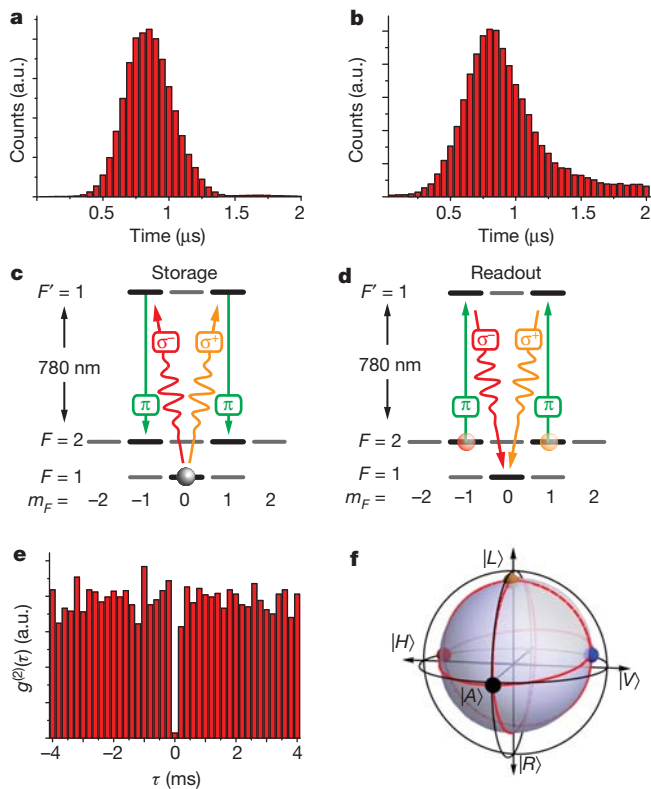 a
Counts (a.u.)
0.5 1 1.5 2
Time (μs)
b
Counts (a.u.)
0.5 1 1.5 2
Time (μs)
c
Storage
F′ = 1
780 nm
σ⁻ σ⁺
π π
F = 2
F = 1
m_F = −2 −1 0 1 2
d
Readout
F′ = 1
780 nm
σ⁻ σ⁺
π π
F = 2
F = 1
m_F = −2 −1 0 1 2
e
g⁽²⁾(τ) (a.u.)
−4 −2 0 2 4
τ (ms)
f
|L⟩
|H⟩
|V⟩
|A⟩
|R⟩